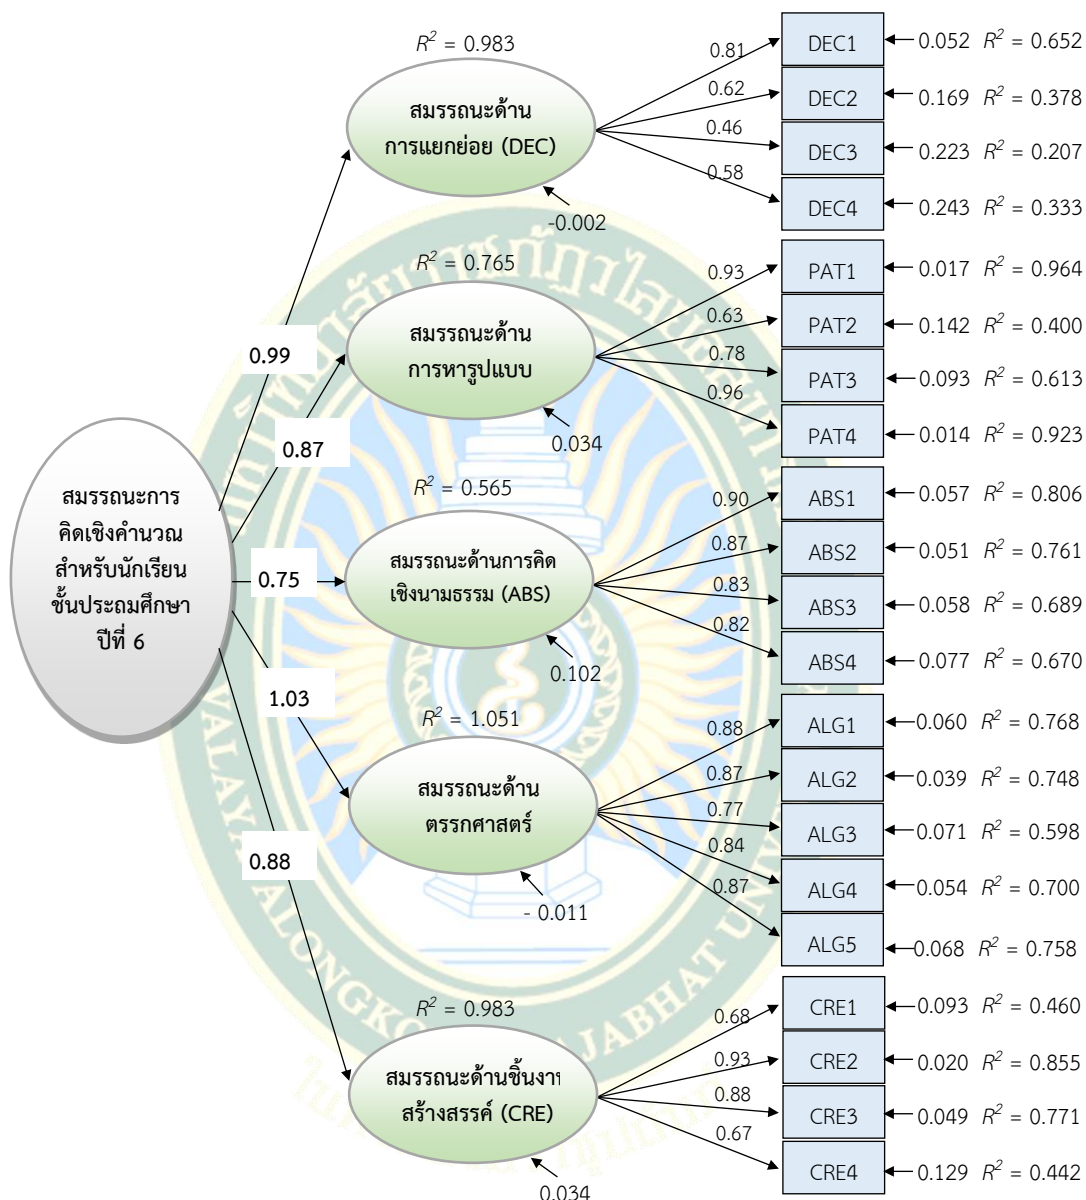 R² = 0.983
สมรรถนะด้าน
การแยกย่อย (DEC)
-0.002
0.81
0.62
0.46
0.58
DEC1
0.052 R² = 0.652
DEC2
0.169 R² = 0.378
DEC3
0.223 R² = 0.207
DEC4
0.243 R² = 0.333
R² = 0.765
สมรรถนะด้าน
การหารูปแบบ
0.034
0.93
0.63
0.78
0.96
PAT1
0.017 R² = 0.964
PAT2
0.142 R² = 0.400
PAT3
0.093 R² = 0.613
PAT4
0.014 R² = 0.923
สมรรถนะการ
คิดเชิงคำนวณ
สำหรับนักเรียน
ชั้นประถมศึกษา
ปีที่ 6
0.99
0.87
0.75
1.03
0.88
R² = 0.565
สมรรถนะด้านการคิด
เชิงนามธรรม (ABS)
0.102
0.90
0.87
0.83
0.82
ABS1
0.057 R² = 0.806
ABS2
0.051 R² = 0.761
ABS3
0.058 R² = 0.689
ABS4
0.077 R² = 0.670
R² = 1.051
สมรรถนะด้าน
ตรรกศาสตร์
- 0.011
0.88
0.87
0.77
0.84
0.87
ALG1
0.060 R² = 0.768
ALG2
0.039 R² = 0.748
ALG3
0.071 R² = 0.598
ALG4
0.054 R² = 0.700
ALG5
0.068 R² = 0.758
R² = 0.983
สมรรถนะด้านชิ้นงาน
สร้างสรรค์ (CRE)
0.034
0.68
0.93
0.88
0.67
CRE1
0.093 R² = 0.460
CRE2
0.020 R² = 0.855
CRE3
0.049 R² = 0.771
CRE4
0.129 R² = 0.442